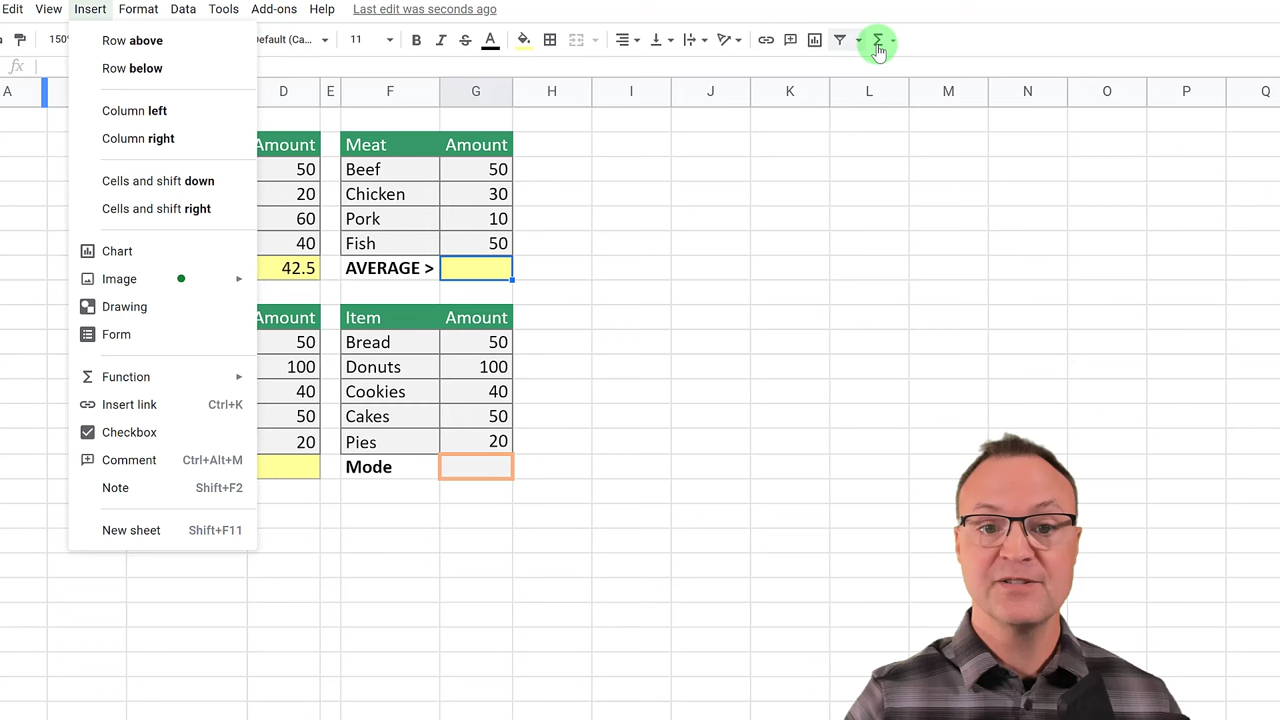 Edit View Insert Format Data Tools Add-ons Help Last edit was seconds ago
150% Default (Ca... 11 B I S A
fx
A D E F G H I J K L M N O P Q
Row above
Row below
Column left
Column right
Cells and shift down
Cells and shift right
Chart
Image
Drawing
Form
Function
Insert link Ctrl+K
Checkbox
Comment Ctrl+Alt+M
Note Shift+F2
New sheet Shift+F11
Amount
50
20
60
40
42.5
Meat Amount
Beef 50
Chicken 30
Pork 10
Fish 50
AVERAGE >
Amount
50
100
40
50
20
Item Amount
Bread 50
Donuts 100
Cookies 40
Cakes 50
Pies 20
Mode